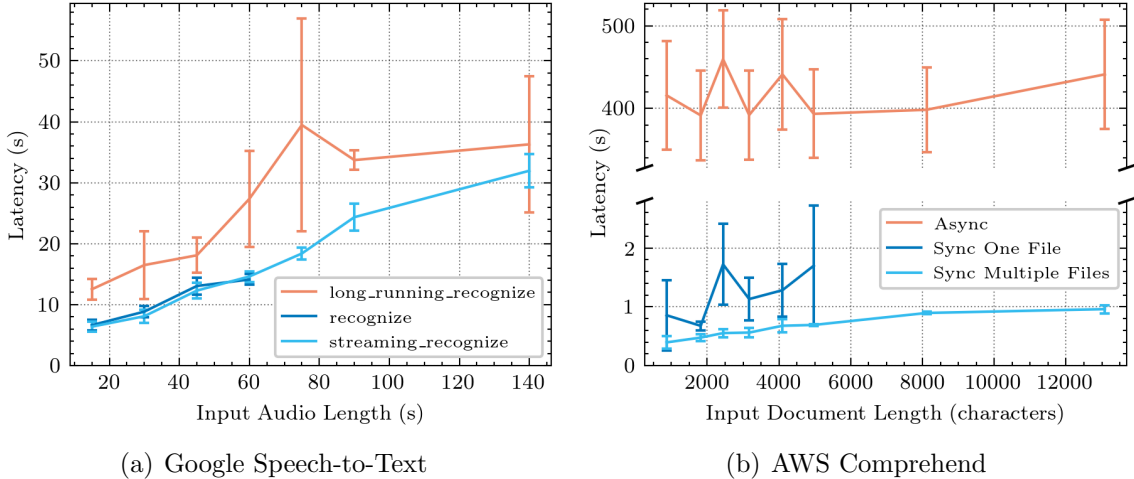 Latency (s)
50
40
30
20
10
0
20
40
60
80
100
120
140
Input Audio Length (s)
long_running_recognize
recognize
streaming_recognize
(a) Google Speech-to-Text
Latency (s)
500
400
2
1
0
2000
4000
6000
8000
10000
12000
Input Document Length (characters)
Async
Sync One File
Sync Multiple Files
(b) AWS Comprehend